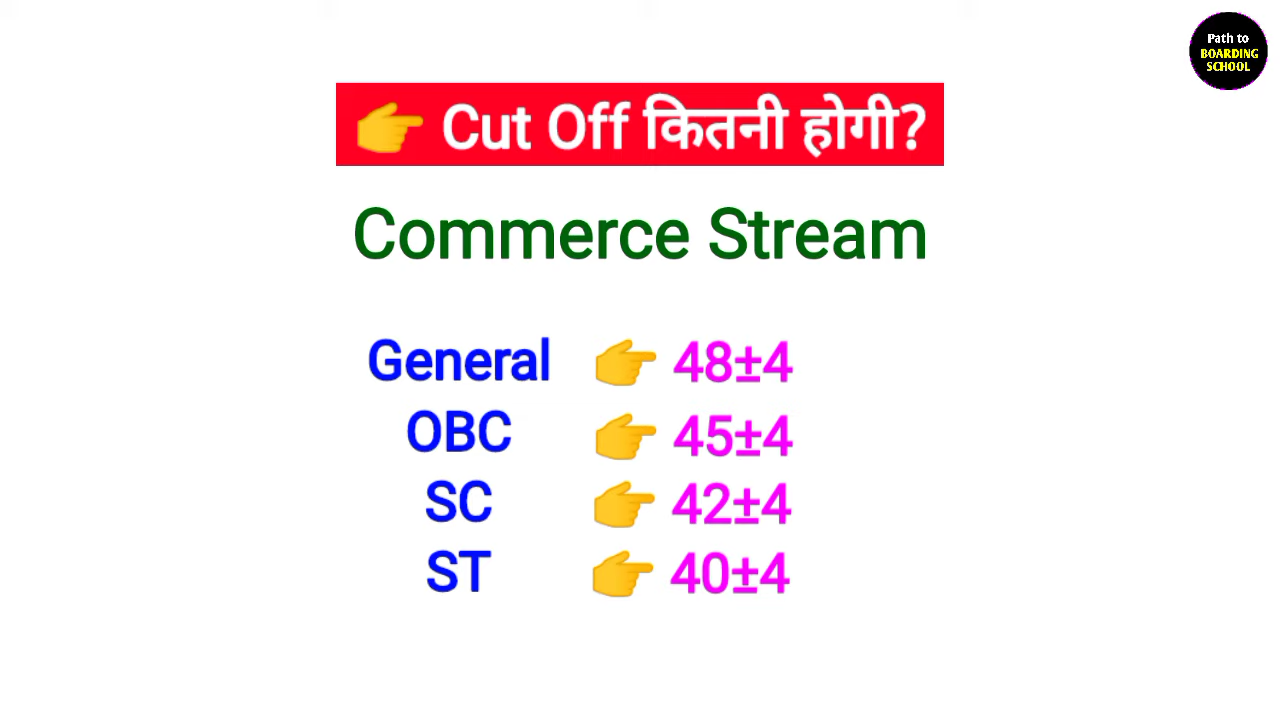 Path to
BOARDING
SCHOOL
👉 Cut Off कितनी होगी?
Commerce Stream
General 👉 48±4
OBC 👉 45±4
SC 👉 42±4
ST 👉 40±4